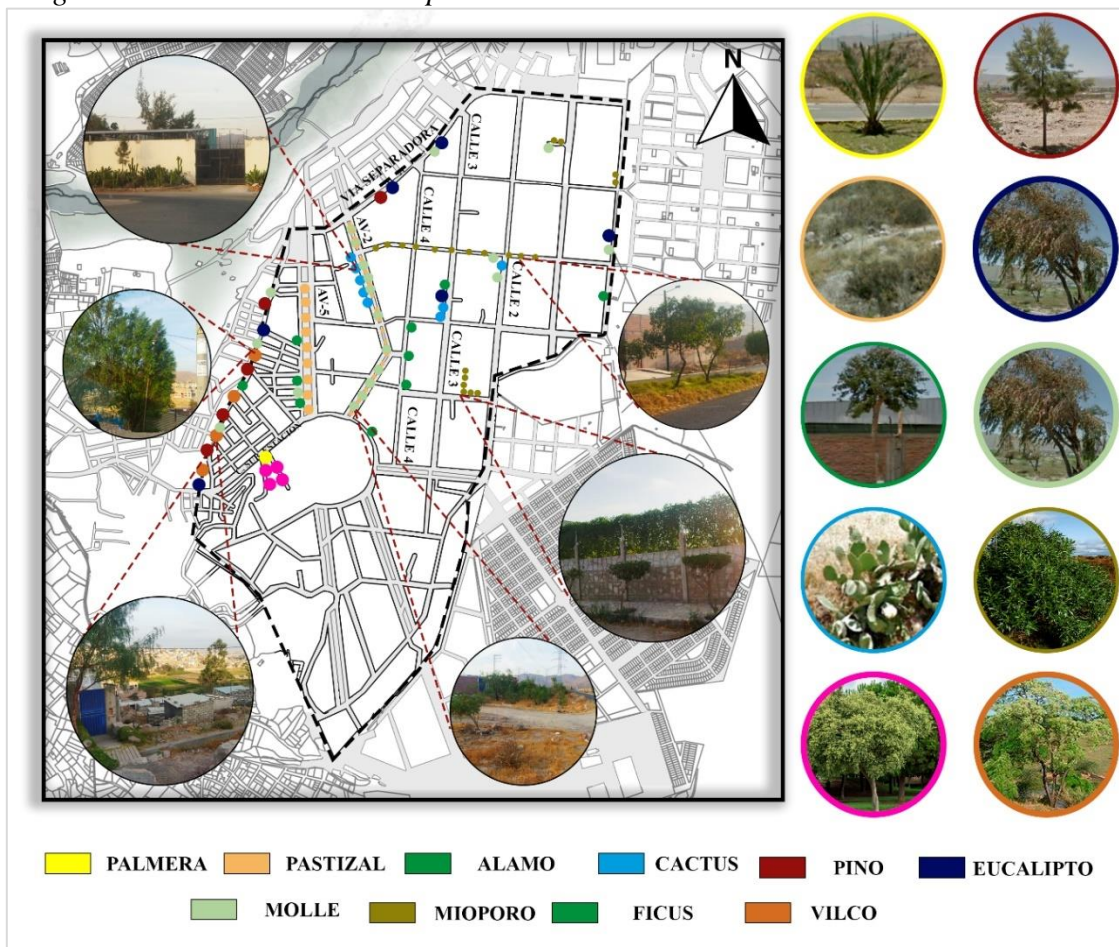 N
CALLE 3
VIA SEPARADORA
CALLE 4
AV-2
CALLE 2
AV-5
CALLE 3
CALLE 4
PALMERA
PASTIZAL
ALAMO
CACTUS
PINO
EUCALIPTO
MOLLE
MIOPORO
FICUS
VILCO